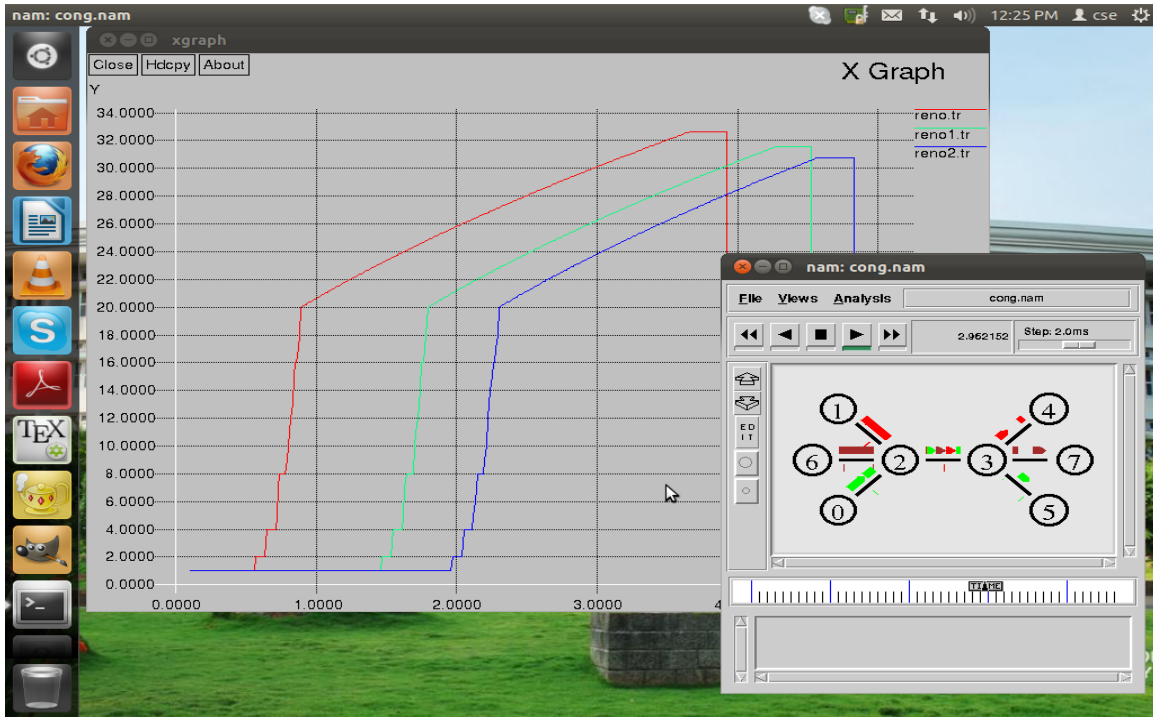 nam: cong.nam
12:25 PM
cse
xgraph
Close
Hdcpy
About
X Graph
Y
34.0000
32.0000
30.0000
28.0000
26.0000
24.0000
22.0000
20.0000
18.0000
16.0000
14.0000
12.0000
10.0000
8.0000
6.0000
4.0000
2.0000
0.0000
0.0000
1.0000
2.0000
3.0000
4
reno.tr
reno1.tr
reno2.tr
nam: cong.nam
File
Views
Analysis
cong.nam
2.962152
Step: 2.0ms
ED
IT
1
4
6
2
3
7
0
5
TIME
S
TEX
>_